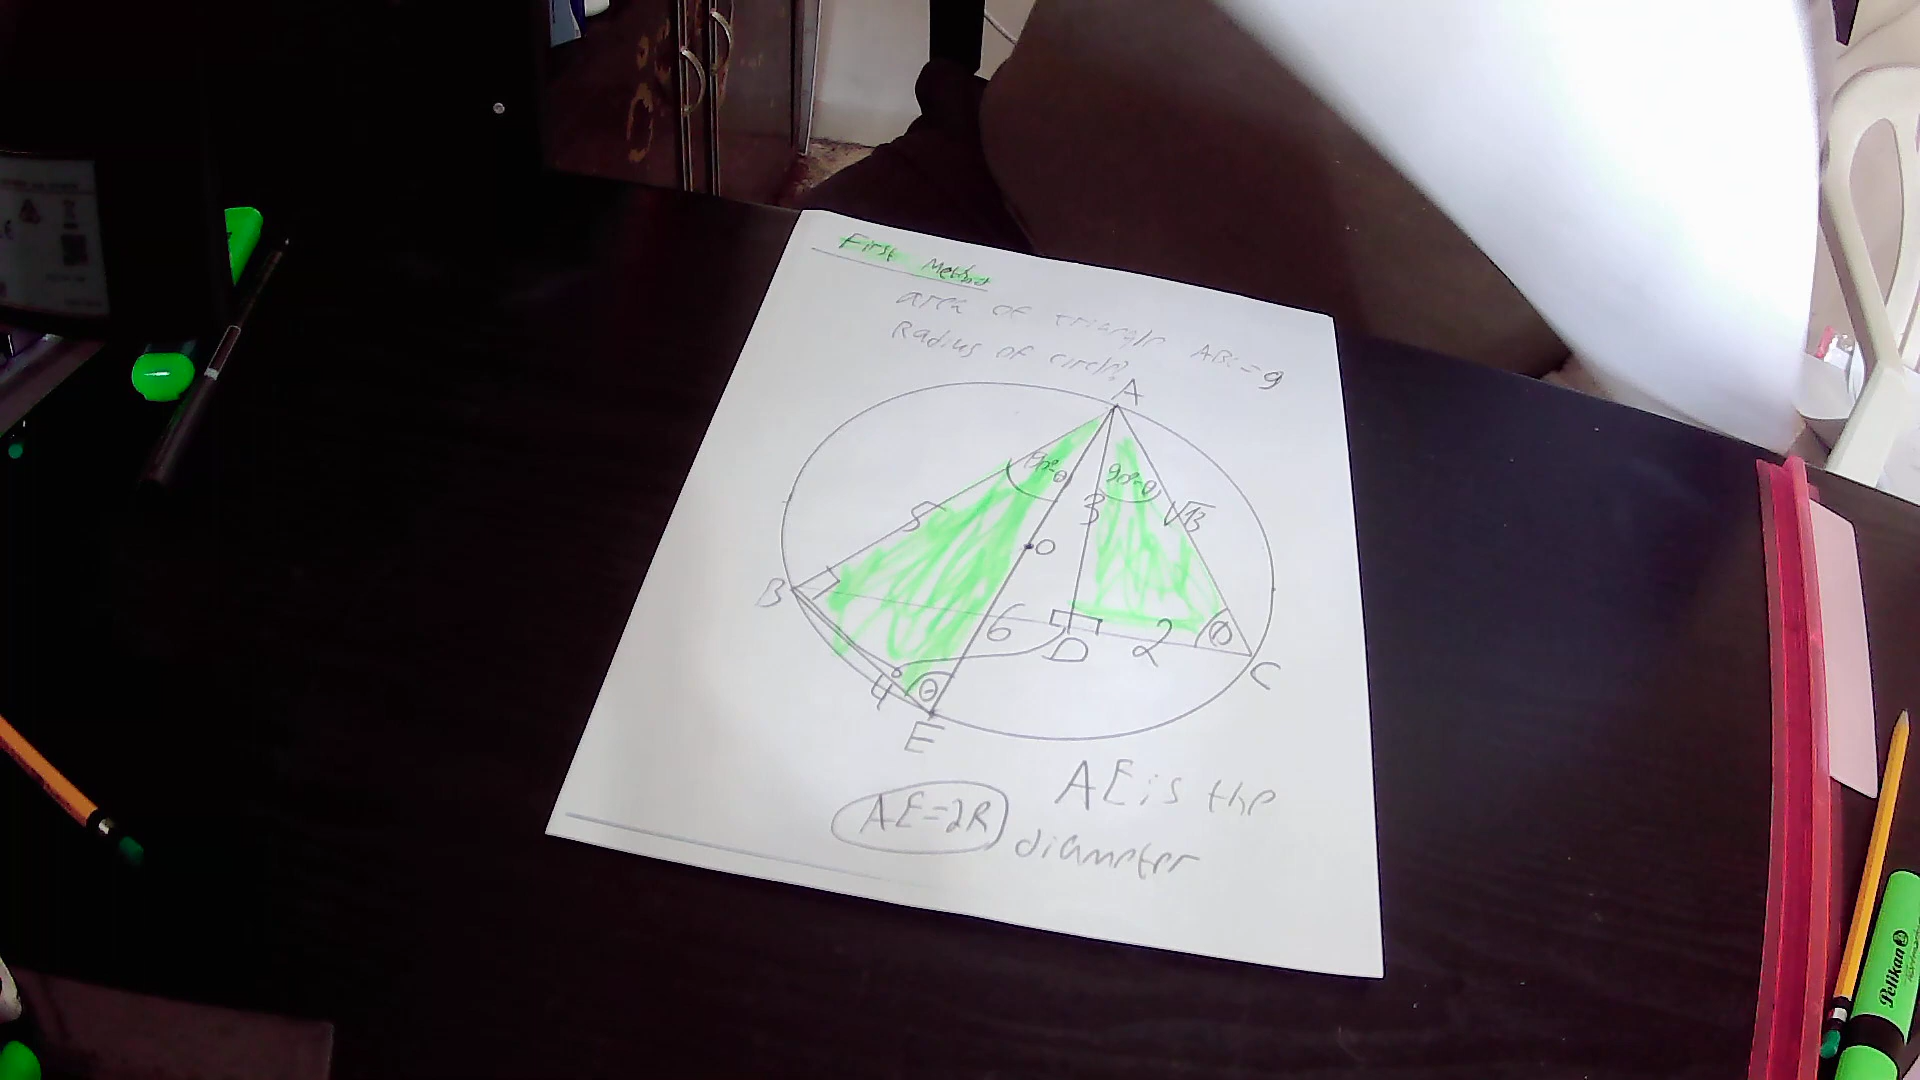 First Method
area of triangle ABC=9
Radius of circle?
A
90°-θ
90°-θ
5
3
√13
O
B
6
D
2
θ
C
4
θ
E
AE is the
diameter
AE=2R
Pelikan